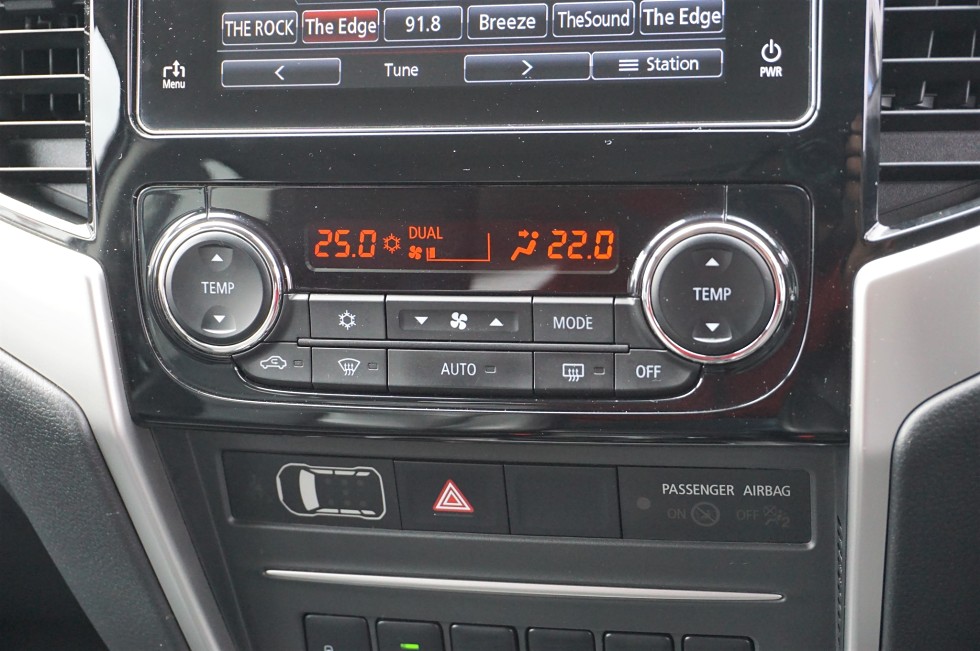 THE ROCK The Edge 91.8 Breeze TheSound The Edge
Menu < Tune > Station PWR
25.0 DUAL 22.0
TEMP TEMP
MODE
AUTO OFF
PASSENGER AIRBAG
ON OFF 2